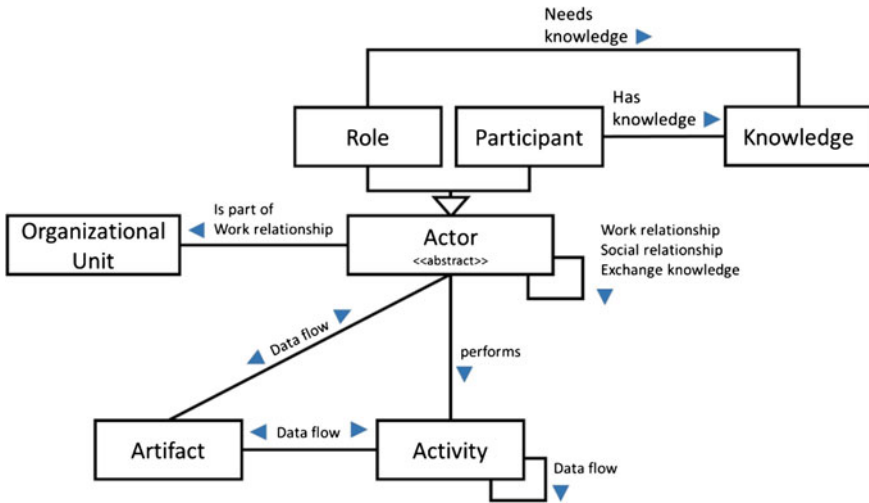 Needs
knowledge
Has
knowledge
Role
Participant
Knowledge
Is part of
Work relationship
Organizational
Unit
Actor
<<abstract>>
Work relationship
Social relationship
Exchange knowledge
Data flow
performs
Artifact
Data flow
Activity
Data flow